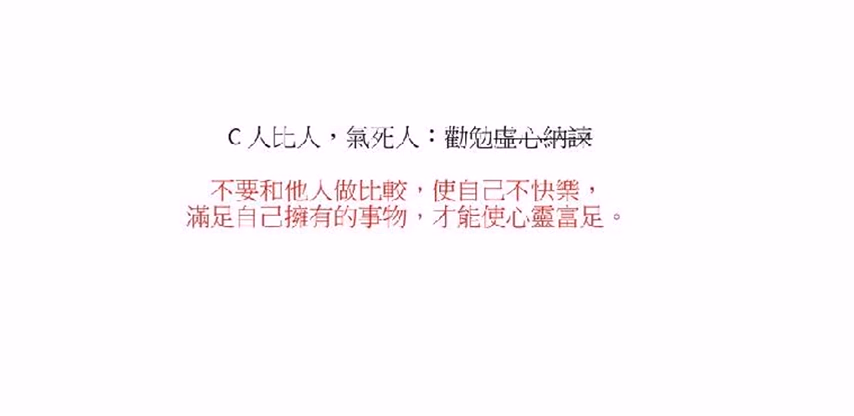 C 人比人，氣死人：勸勉虛心納諫
不要和他人做比較，使自己不快樂，
滿足自己擁有的事物，才能使心靈富足。